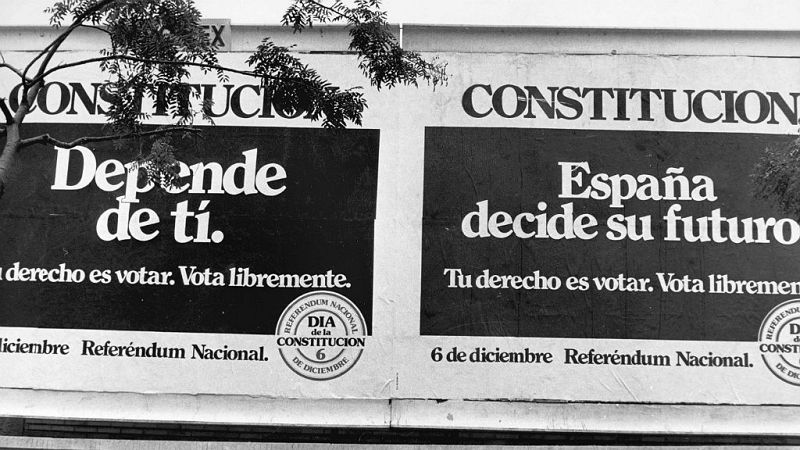 EX
CONSTITUCION
Depende
de tí.
derecho es votar. Vota libremente.
diciembre Referéndum Nacional.
REFERENDUM NACIONAL
DIA
de la
CONSTITUCION
6
DE DICIEMBRE
CONSTITUCION
España
decide su futuro
Tu derecho es votar. Vota libremen
6 de diciembre Referéndum Nacional.